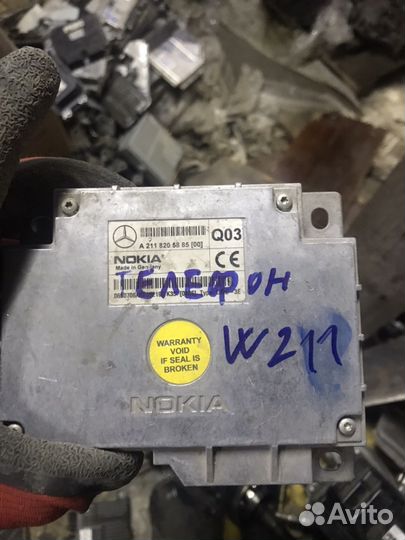 Q03
A 211 820 58 85 [00]
NOKIA
Made in Germany
CE
ТЕЛЕФОН
WARRANTY
VOID
IF SEAL IS
BROKEN
W211
NOKIA
Avito